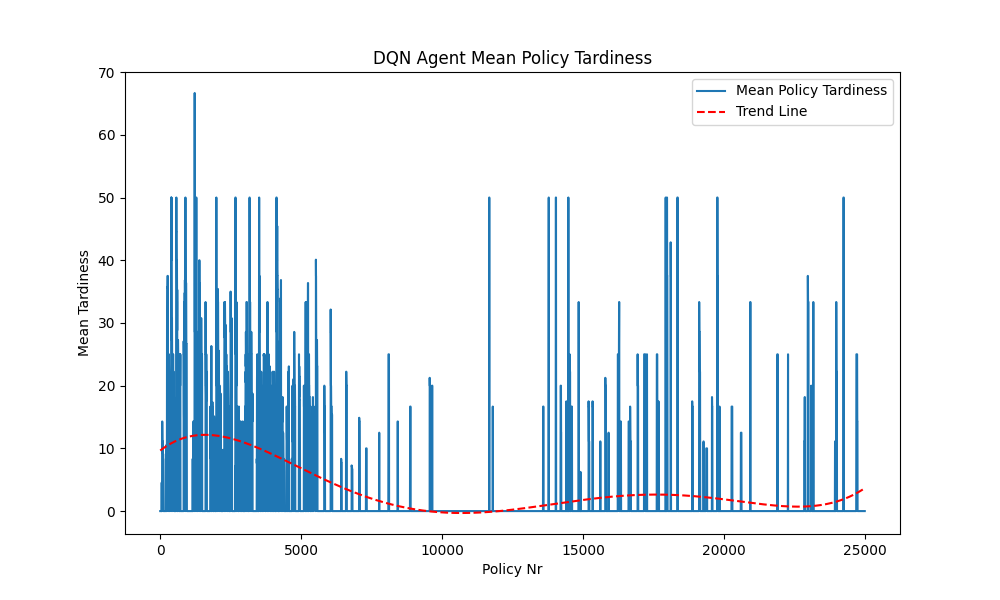 DQN Agent Mean Policy Tardiness
Mean Policy Tardiness
Trend Line
70
60
50
40
30
20
10
0
Mean Tardiness
0 5000 10000 15000 20000 25000
Policy Nr